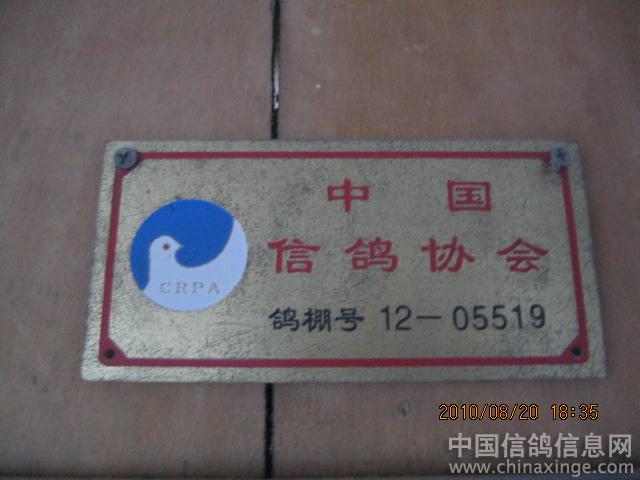 中国
信鸽协会
CRPA
鸽棚号 12－05519
2010/08/20 18:35
中国信鸽信息网
www.chinaxinge.com